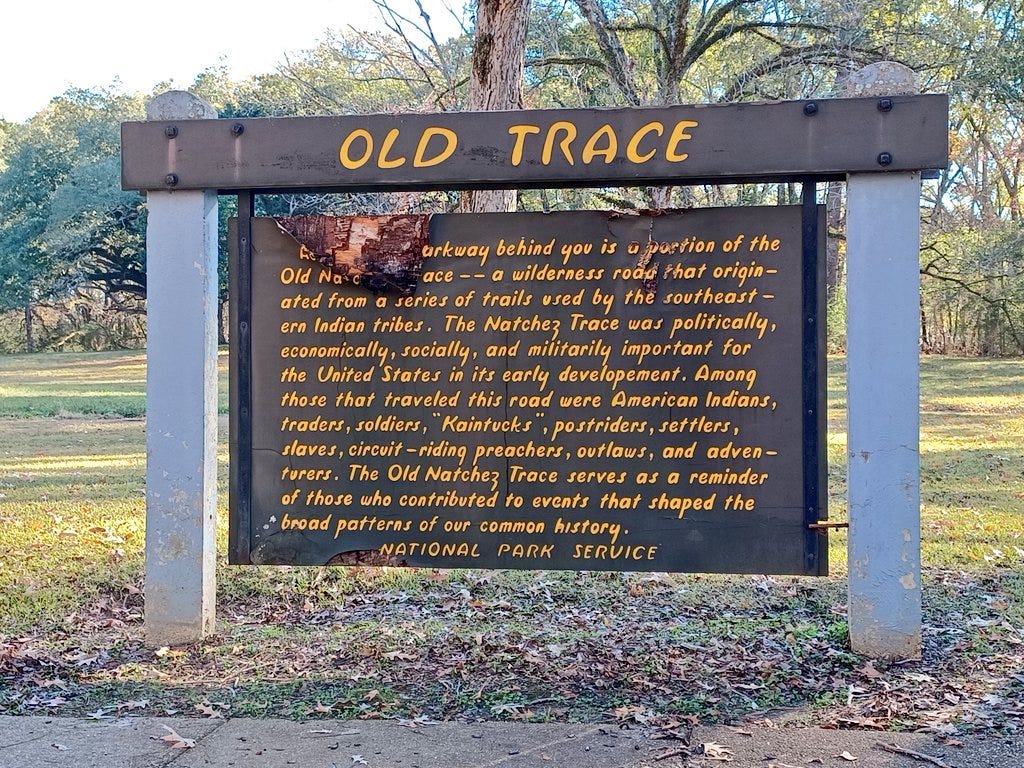 OLD TRACE
arkway behind you is a portion of the
Old Na ace -- a wilderness road that origin-
ated from a series of trails used by the southeast-
ern Indian tribes. The Natchez Trace was politically,
economically, socially, and militarily important for
the United States in its early developement. Among
those that traveled this road were American Indians,
traders, soldiers, "Kaintucks", postriders, settlers,
slaves, circuit-riding preachers, outlaws, and adven-
turers. The Old Natchez Trace serves as a reminder
of those who contributed to events that shaped the
broad patterns of our common history.
NATIONAL PARK SERVICE